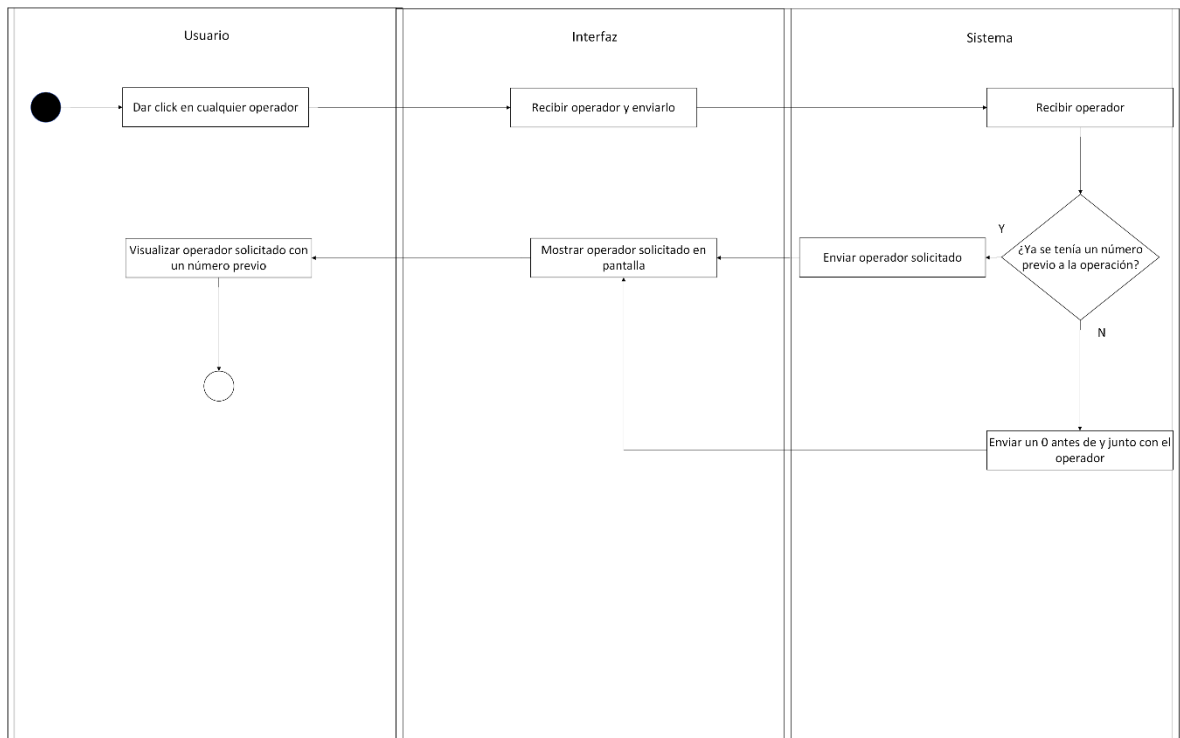 Usuario
Interfaz
Sistema
Dar click en cualquier operador
Recibir operador y enviarlo
Recibir operador
Y
¿Ya se tenía un número
previo a la operación?
Enviar operador solicitado
Mostrar operador solicitado en
pantalla
Visualizar operador solicitado con
un número previo
N
Enviar un 0 antes de y junto con el
operador